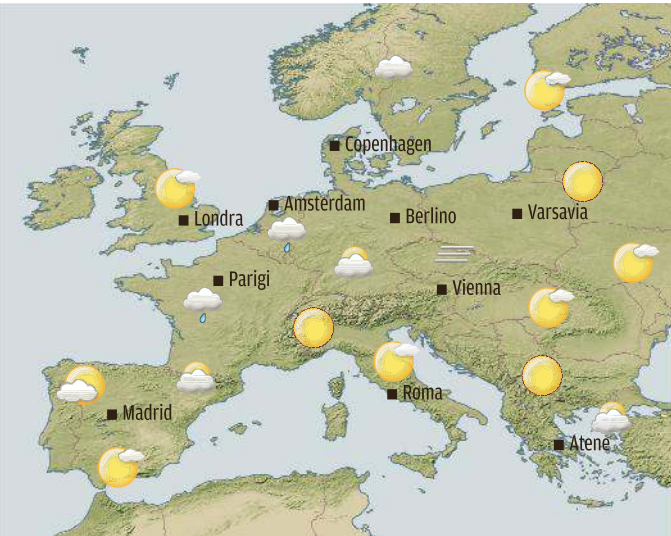 Copenhagen
Amsterdam
Londra
Berlino
Varsavia
Parigi
Vienna
Roma
Madrid
Atene